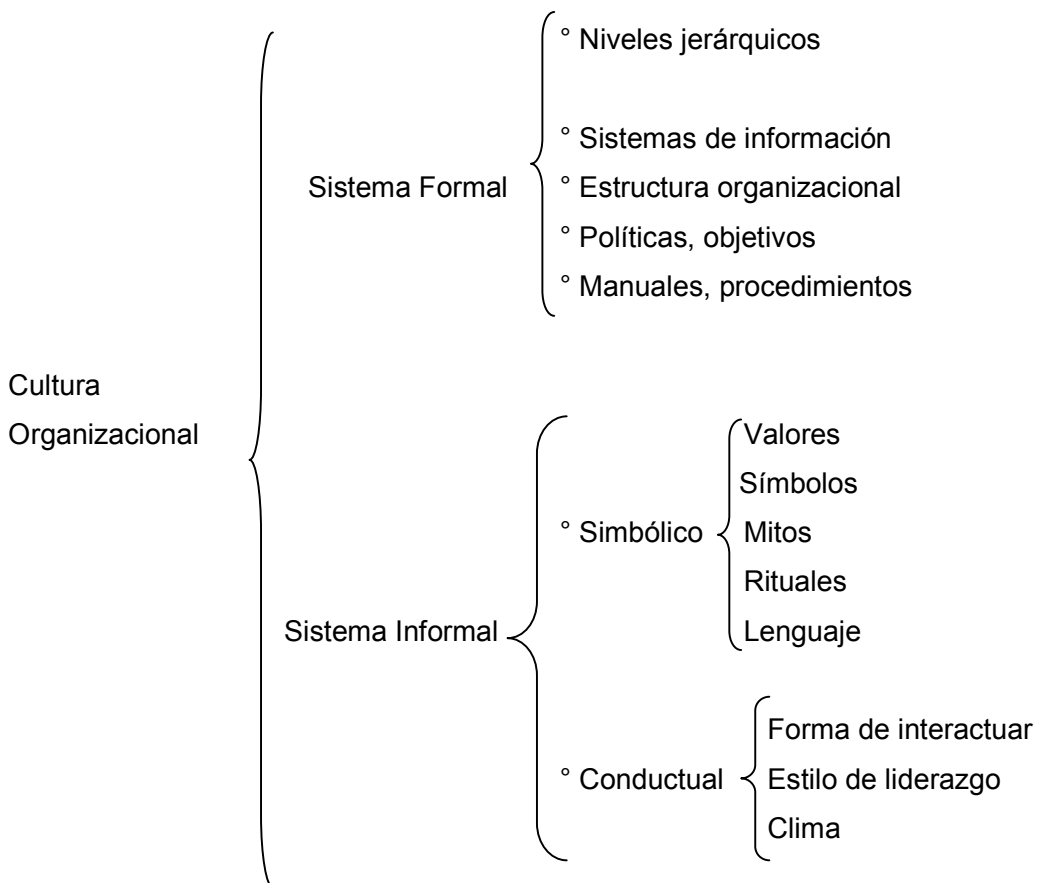 ° Niveles jerárquicos
° Sistemas de información
Sistema Formal
° Estructura organizacional
° Políticas, objetivos
° Manuales, procedimientos
Cultura
Organizacional
Valores
Símbolos
° Simbólico
Mitos
Rituales
Sistema Informal
Lenguaje
Forma de interactuar
° Conductual
Estilo de liderazgo
Clima